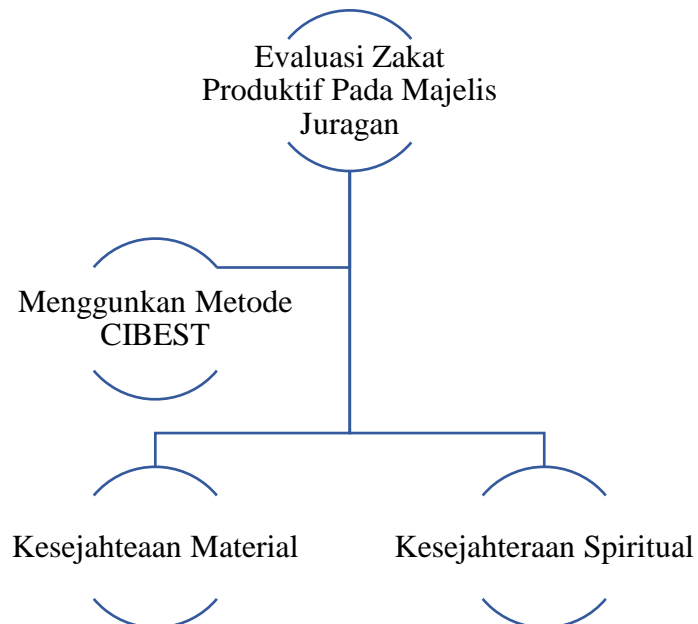 Evaluasi Zakat
Produktif Pada Majelis
Juragan
Menggunkan Metode
CIBEST
Kesejahteaan Material
Kesejahteraan Spiritual